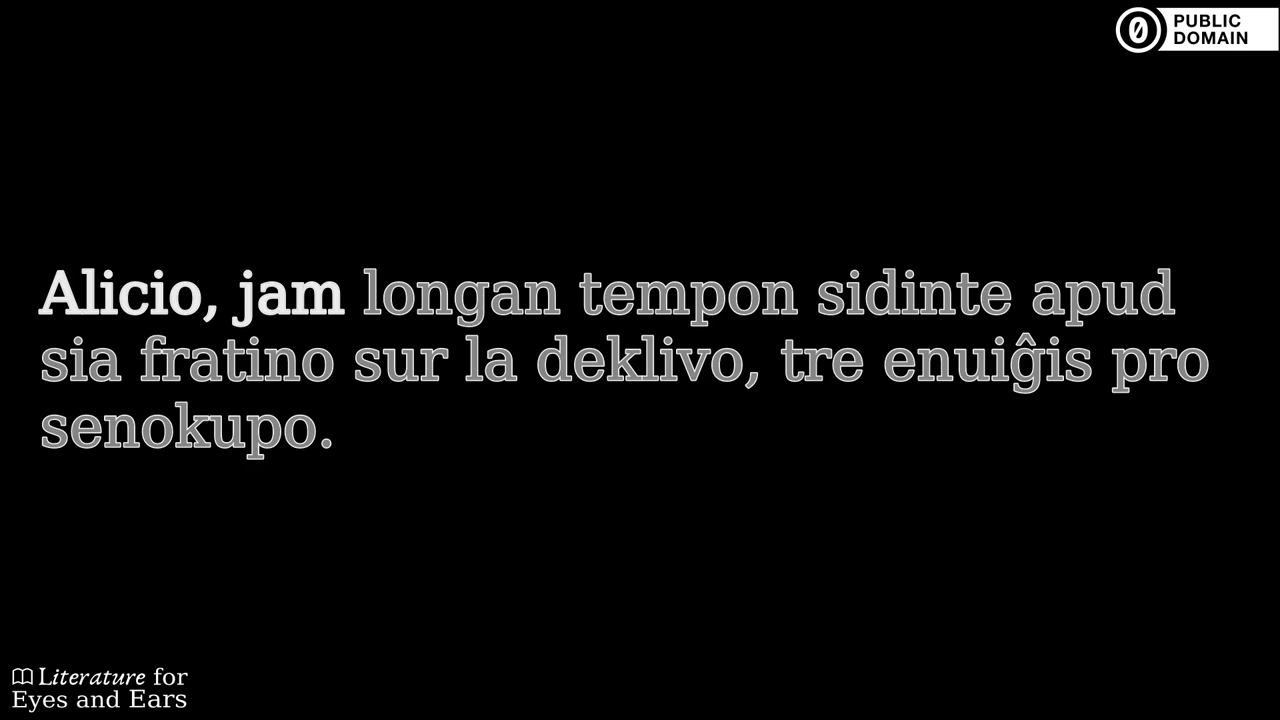 PUBLIC
DOMAIN
Alicio, jam longan tempon sidinte apud
sia fratino sur la deklivo, tre enuiĝis pro
senokupo.
Literature for
Eyes and Ears